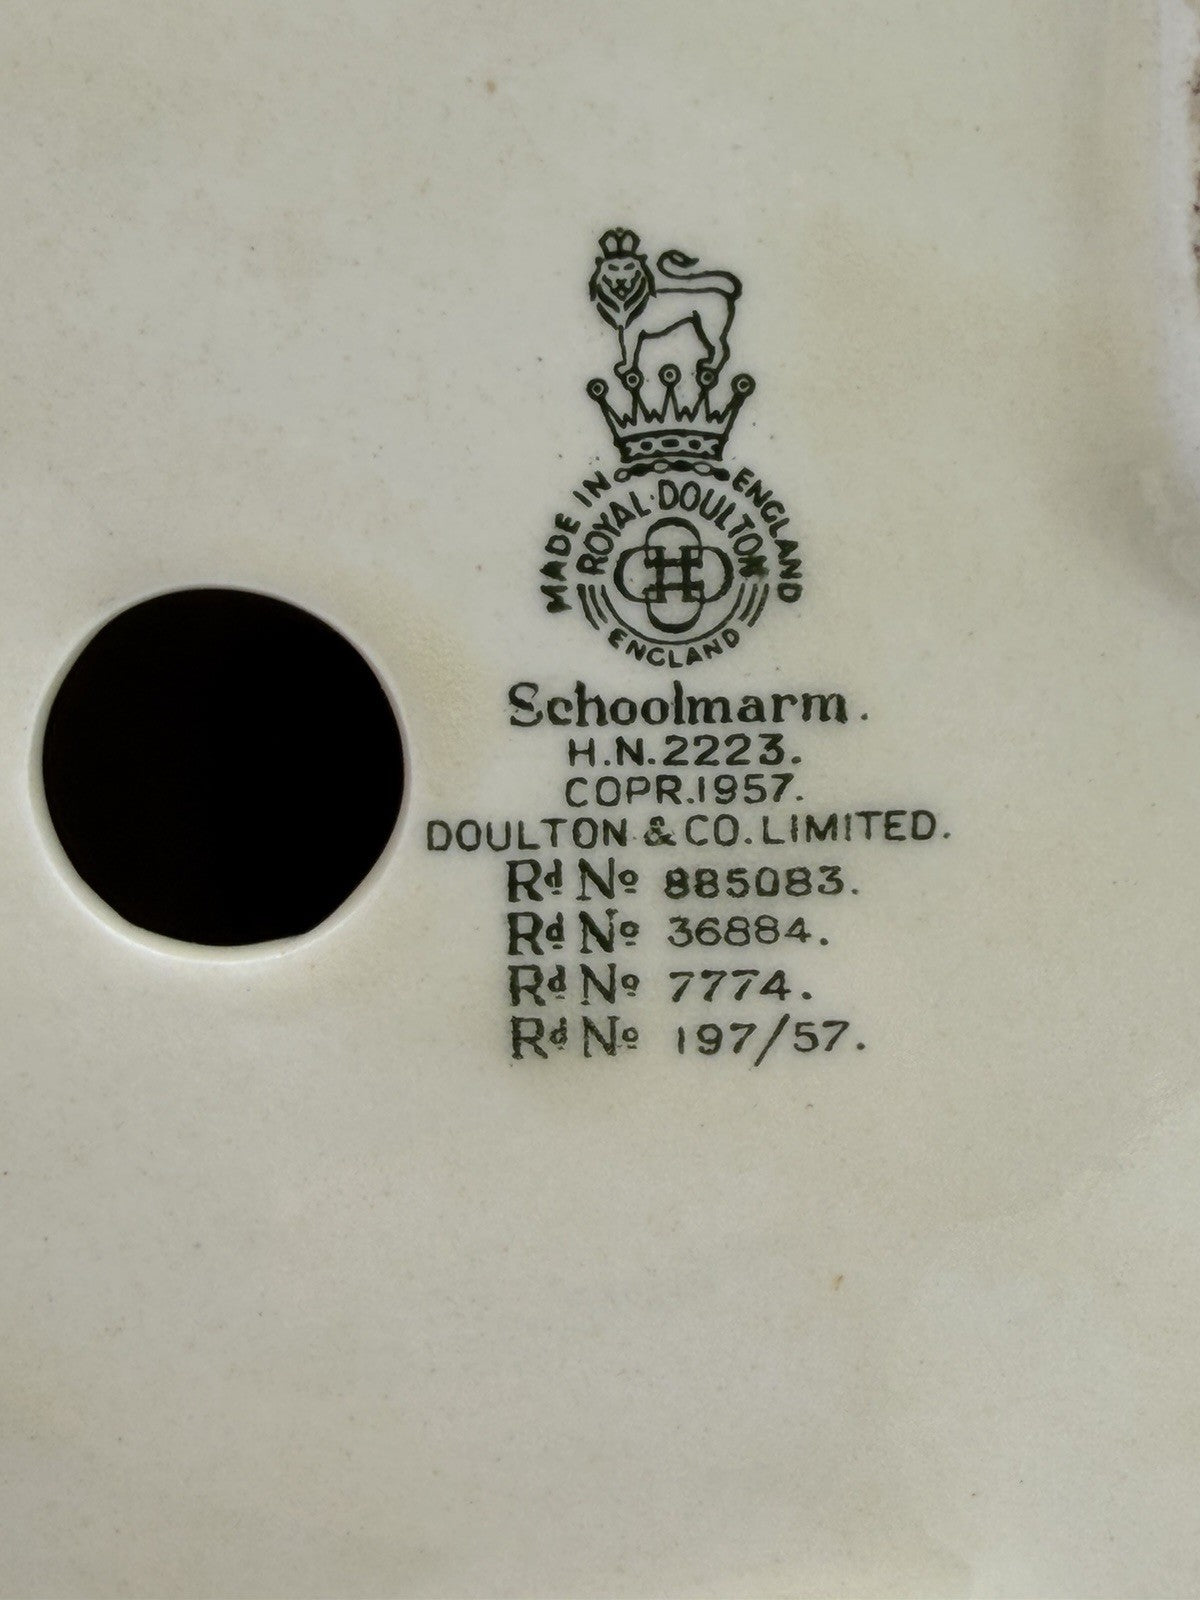 MADE IN ENGLAND
ROYAL·DOULTON
ENGLAND
Schoolmarm.
H.N.2223.
COPR.1957.
DOULTON & CO. LIMITED.
Rd No 885083.
Rd No 36884.
Rd No 7774.
Rd No 197/57.